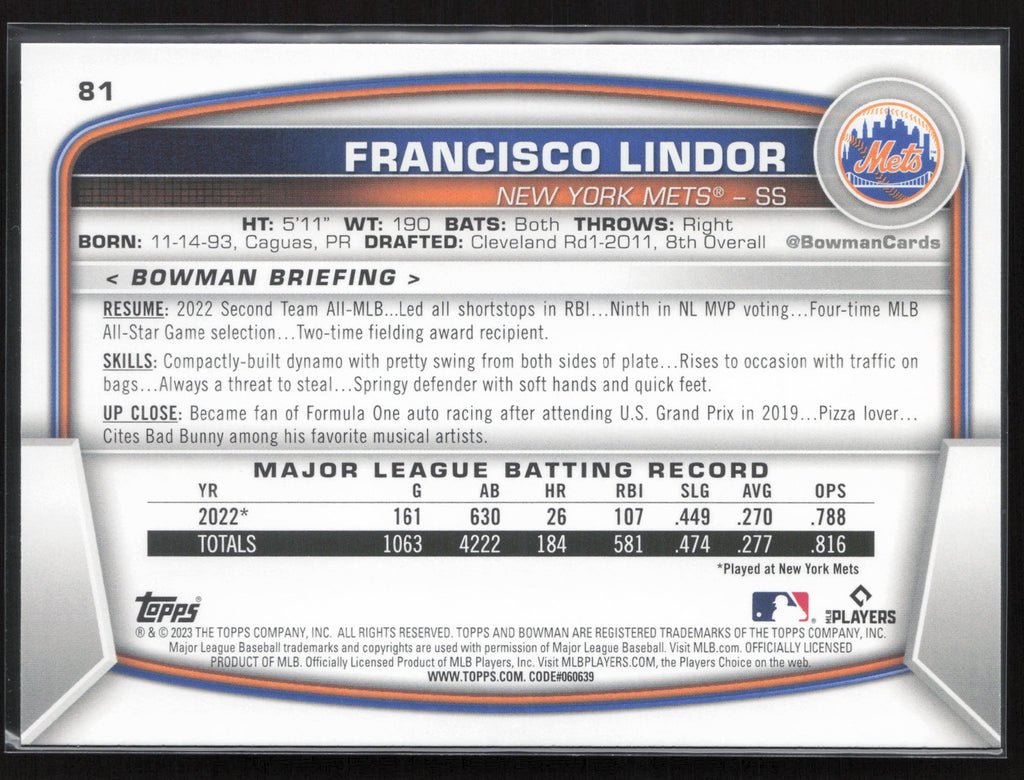 81
FRANCISCO LINDOR
Mets
NEW YORK METS® – SS
HT: 5'11" WT: 190 BATS: Both THROWS: Right
BORN: 11-14-93, Caguas, PR DRAFTED: Cleveland Rd1-2011, 8th Overall @BowmanCards
< BOWMAN BRIEFING >
RESUME: 2022 Second Team All-MLB...Led all shortstops in RBI...Ninth in NL MVP voting...Four-time MLB
All-Star Game selection...Two-time fielding award recipient.
SKILLS: Compactly-built dynamo with pretty swing from both sides of plate...Rises to occasion with traffic on
bags...Always a threat to steal...Springy defender with soft hands and quick feet.
UP CLOSE: Became fan of Formula One auto racing after attending U.S. Grand Prix in 2019...Pizza lover...
Cites Bad Bunny among his favorite musical artists.
MAJOR LEAGUE BATTING RECORD
YR G AB HR RBI SLG AVG OPS
2022* 161 630 26 107 .449 .270 .788
TOTALS 1063 4222 184 581 .474 .277 .816
*Played at New York Mets
Topps® MLB PLAYERS
® & © 2023 THE TOPPS COMPANY, INC. ALL RIGHTS RESERVED. TOPPS AND BOWMAN ARE REGISTERED TRADEMARKS OF THE TOPPS COMPANY, INC.
Major League Baseball trademarks and copyrights are used with permission of Major League Baseball. Visit MLB.com. OFFICIALLY LICENSED
PRODUCT OF MLB. Officially Licensed Product of MLB Players, Inc. Visit MLBPLAYERS.COM, the Players Choice on the web.
WWW.TOPPS.COM. CODE#060639